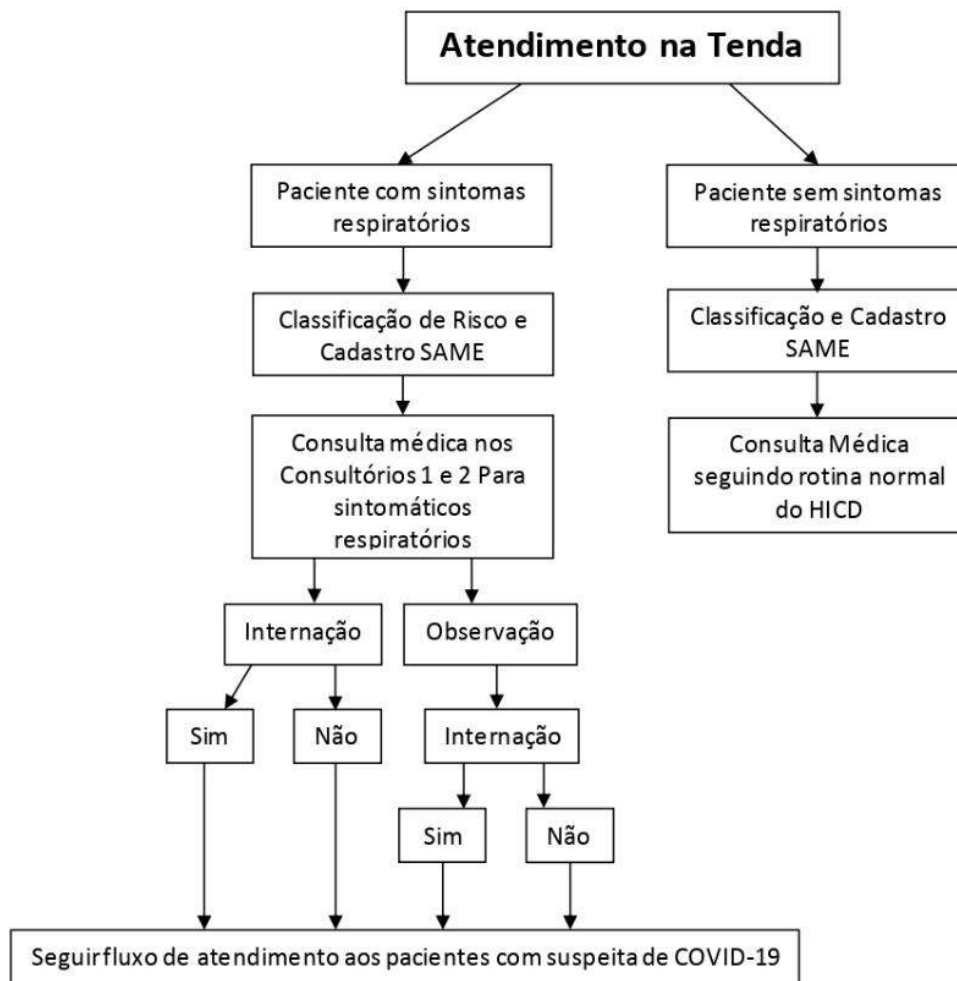 Atendimento na Tenda
Paciente com sintomas
respiratórios
Paciente sem sintomas
respiratórios
Classificação de Risco e
Cadastro SAME
Classificação e Cadastro
SAME
Consulta médica nos
Consultórios 1 e 2 Para
sintomáticos
respiratórios
Consulta Médica
seguindo rotina normal
do HICD
Internação
Observação
Sim
Não
Internação
Sim
Não
Seguir fluxo de atendimento aos pacientes com suspeita de COVID-19